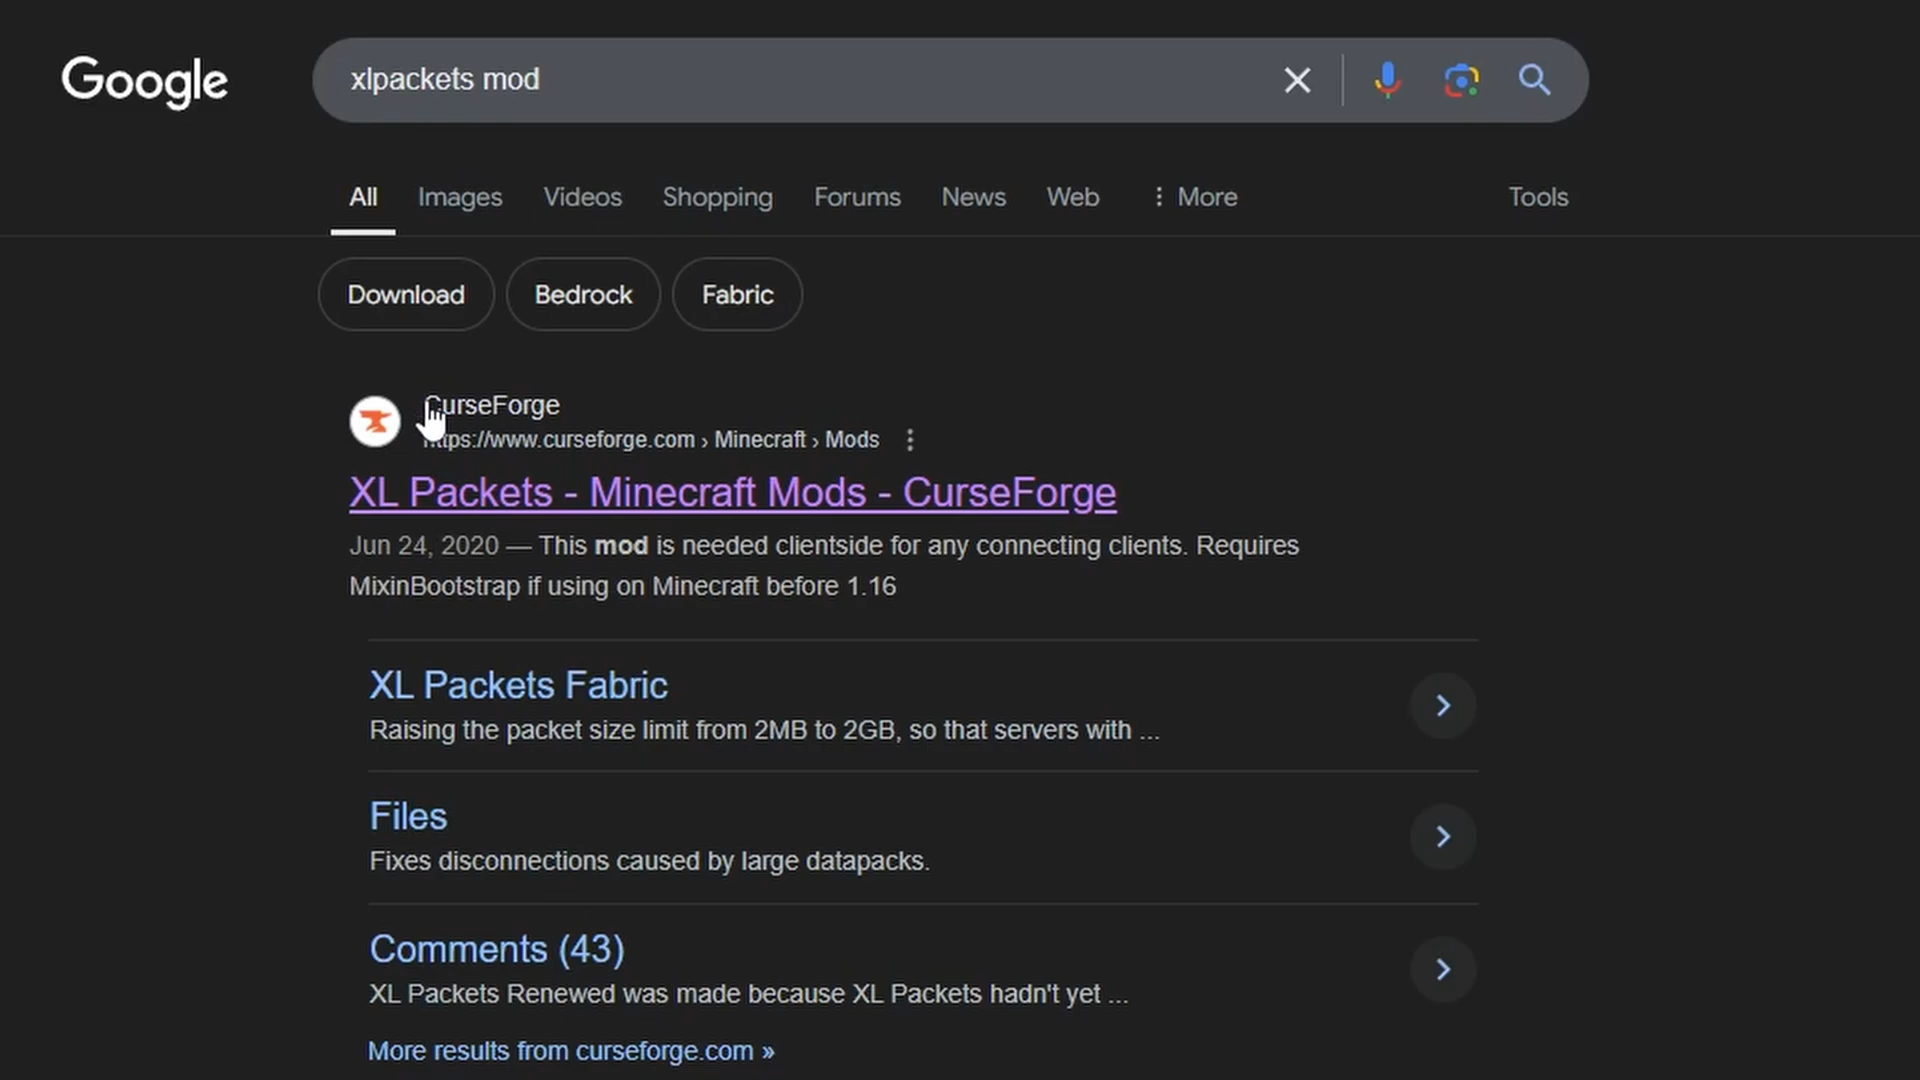 Google
xlpackets mod
All Images Videos Shopping Forums News Web More Tools
Download Bedrock Fabric
CurseForge
https://www.curseforge.com › Minecraft › Mods
XL Packets - Minecraft Mods - CurseForge
Jun 24, 2020 — This mod is needed clientside for any connecting clients. Requires
MixinBootstrap if using on Minecraft before 1.16
XL Packets Fabric
Raising the packet size limit from 2MB to 2GB, so that servers with ...
Files
Fixes disconnections caused by large datapacks.
Comments (43)
XL Packets Renewed was made because XL Packets hadn't yet ...
More results from curseforge.com »